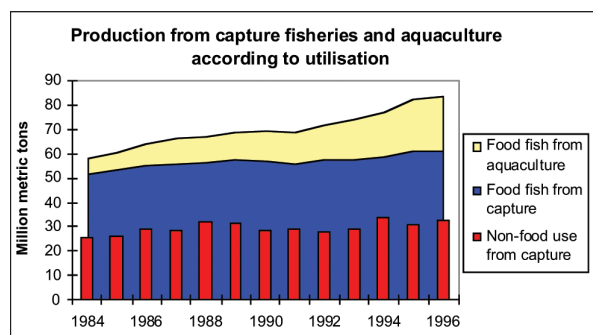 Production from capture fisheries and aquaculture
according to utilisation
Million metric tons
90
80
70
60
50
40
30
20
10
0
1984 1986 1988 1990 1992 1994 1996
Food fish from
aquaculture
Food fish from
capture
Non-food use
from capture